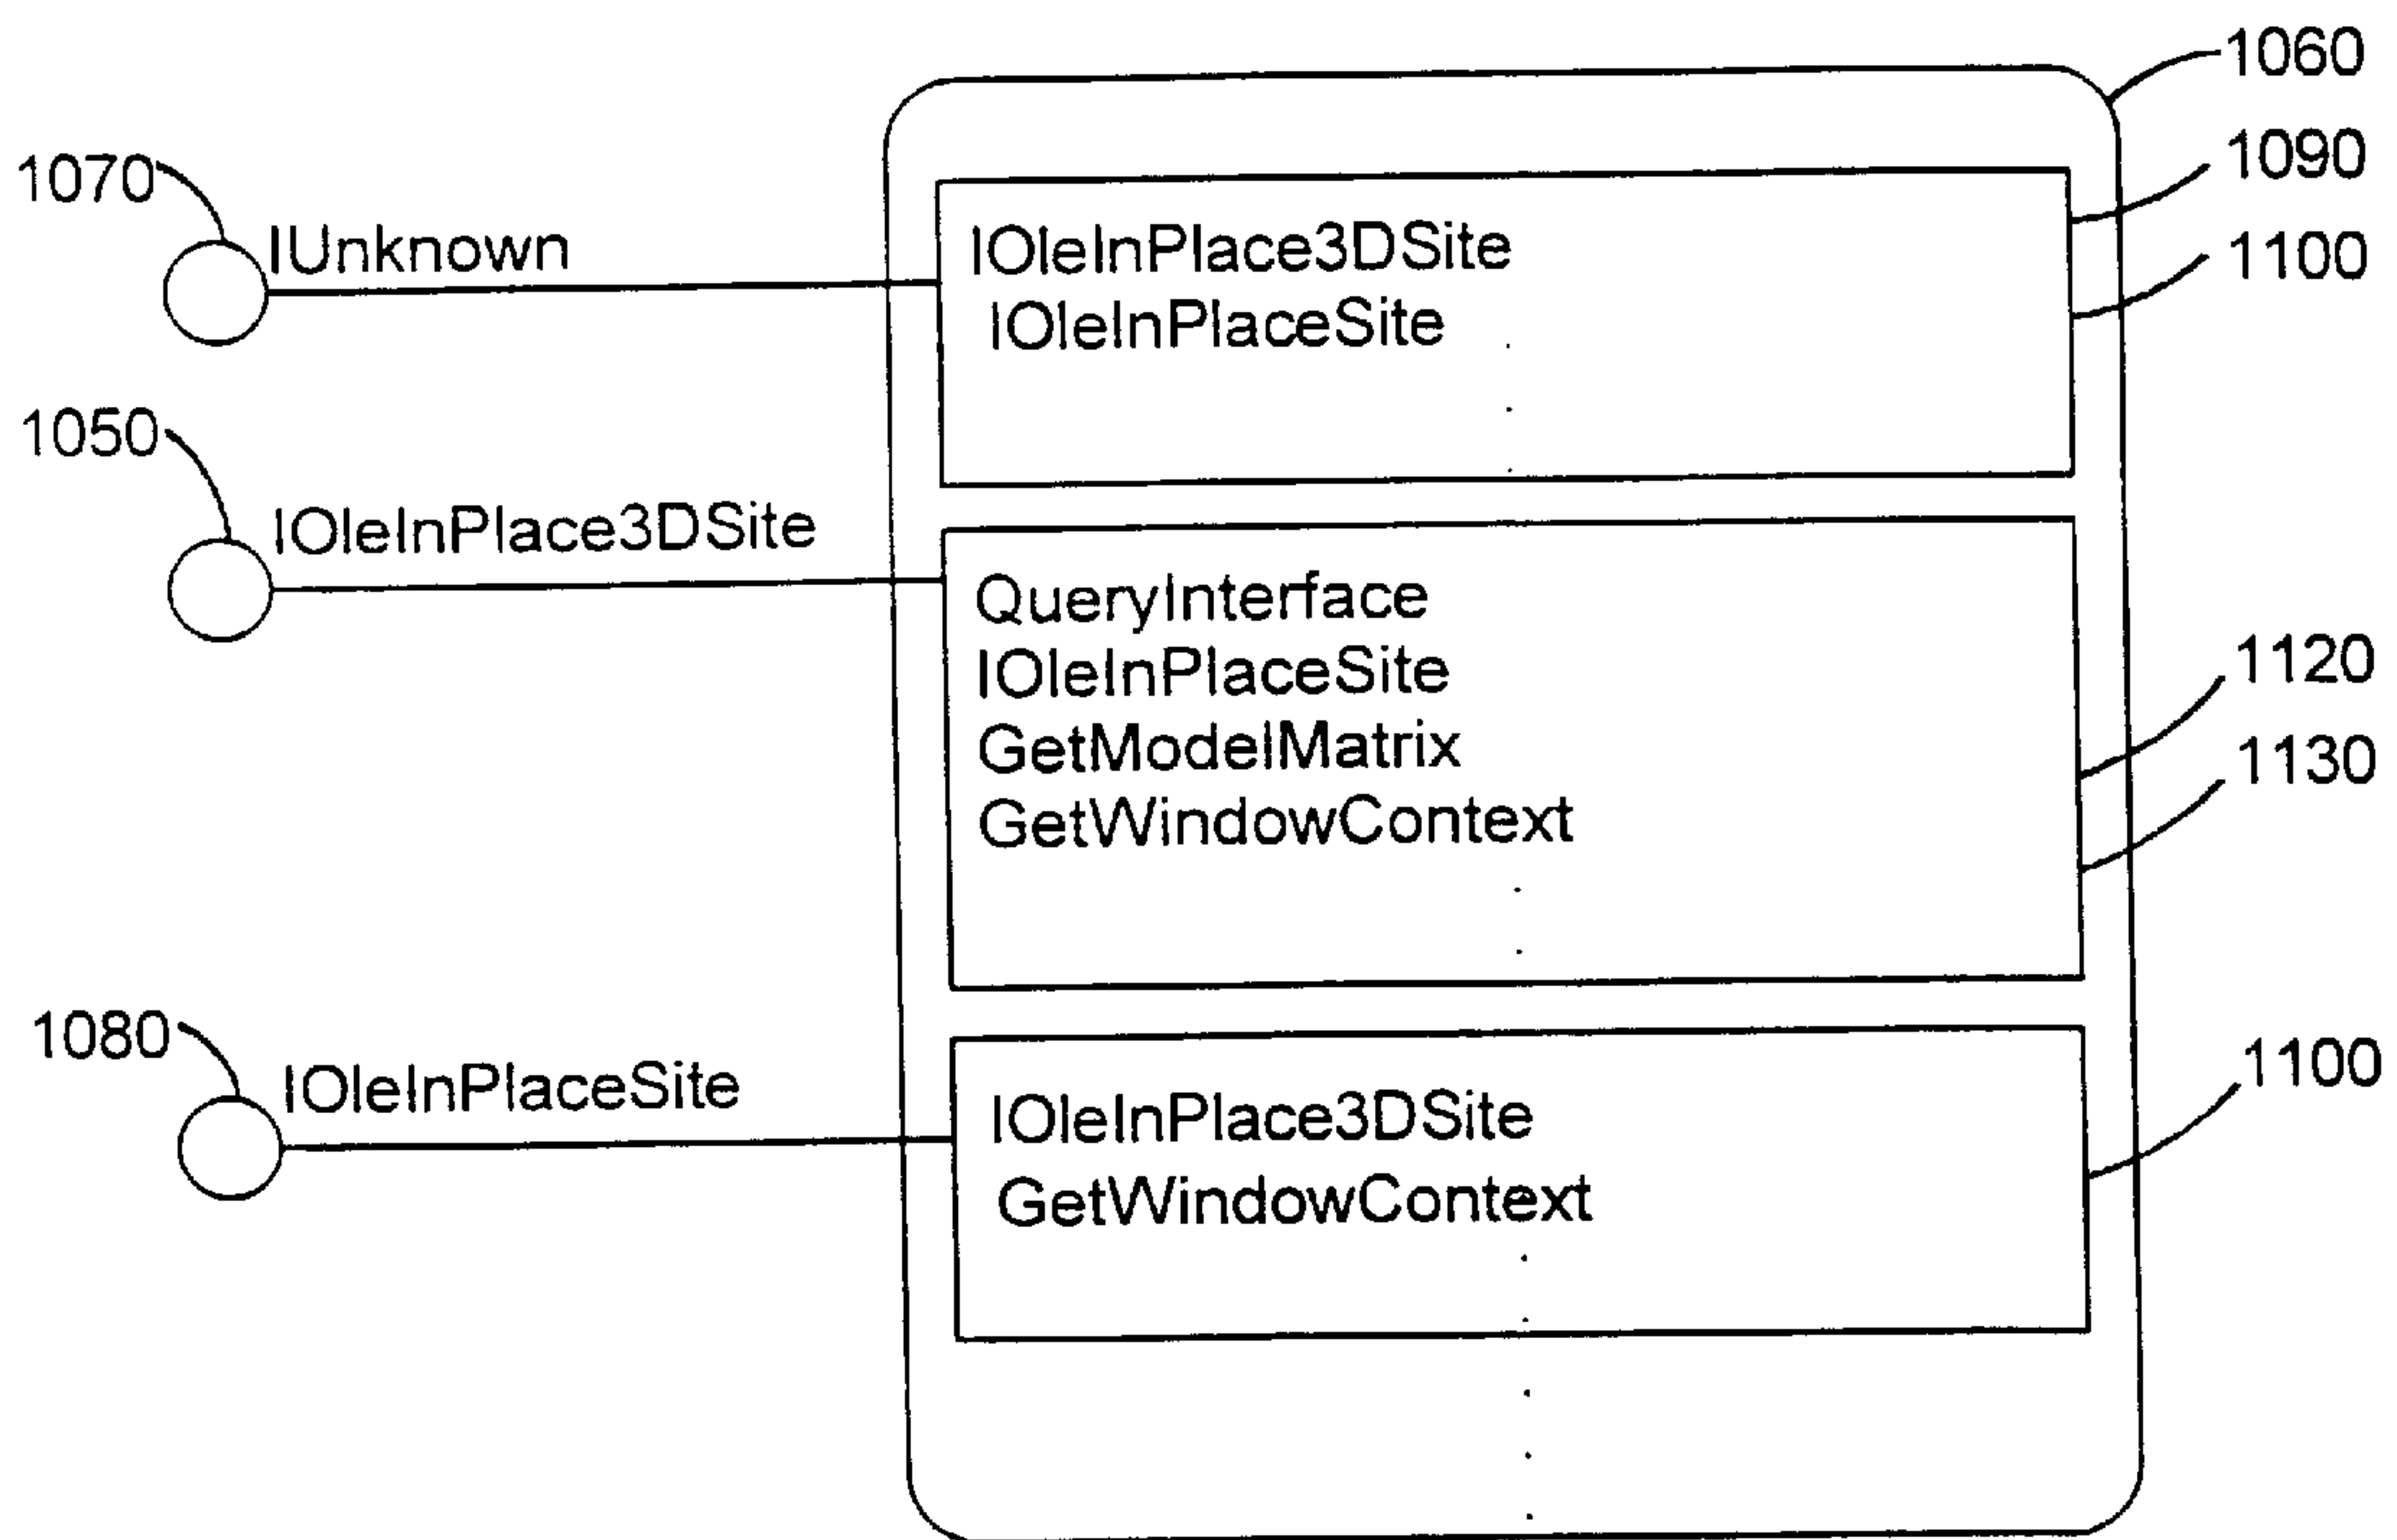 1060
1090
1070
IUnknown
IOleInPlace3DSite
1100
IOleInPlaceSite
1050
IOleInPlace3DSite
QueryInterface
IOleInPlaceSite
1120
GetModelMatrix
1130
GetWindowContext
1080
IOleInPlaceSite
IOleInPlace3DSite
1100
GetWindowContext